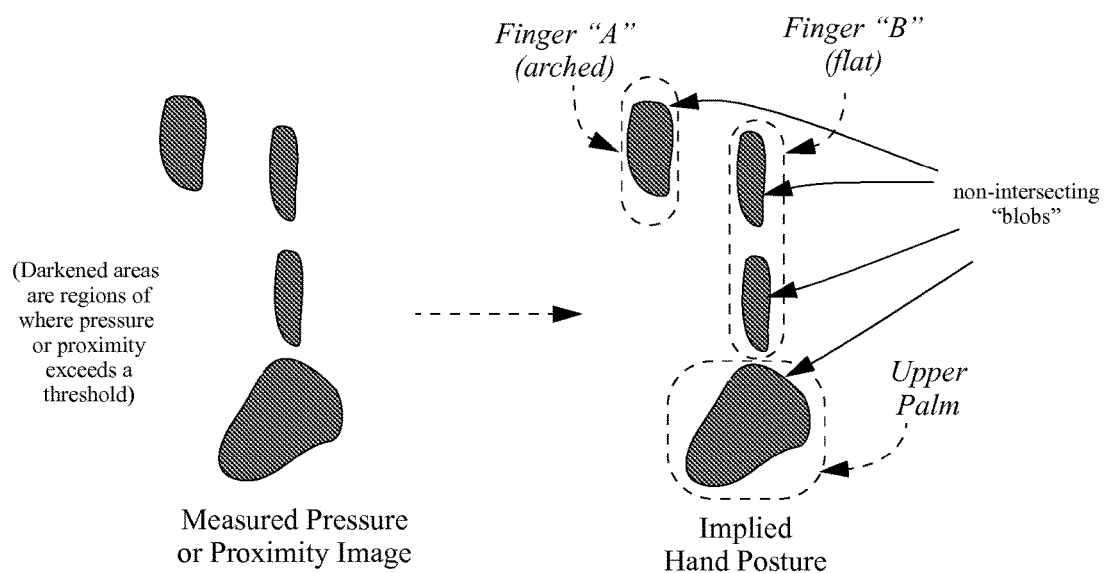 Finger “A”
(arched)
Finger “B”
(flat)
non-intersecting
“blobs”
(Darkened areas
are regions of
where pressure
or proximity
exceeds a
threshold)
Upper
Palm
Measured Pressure
or Proximity Image
Implied
Hand Posture